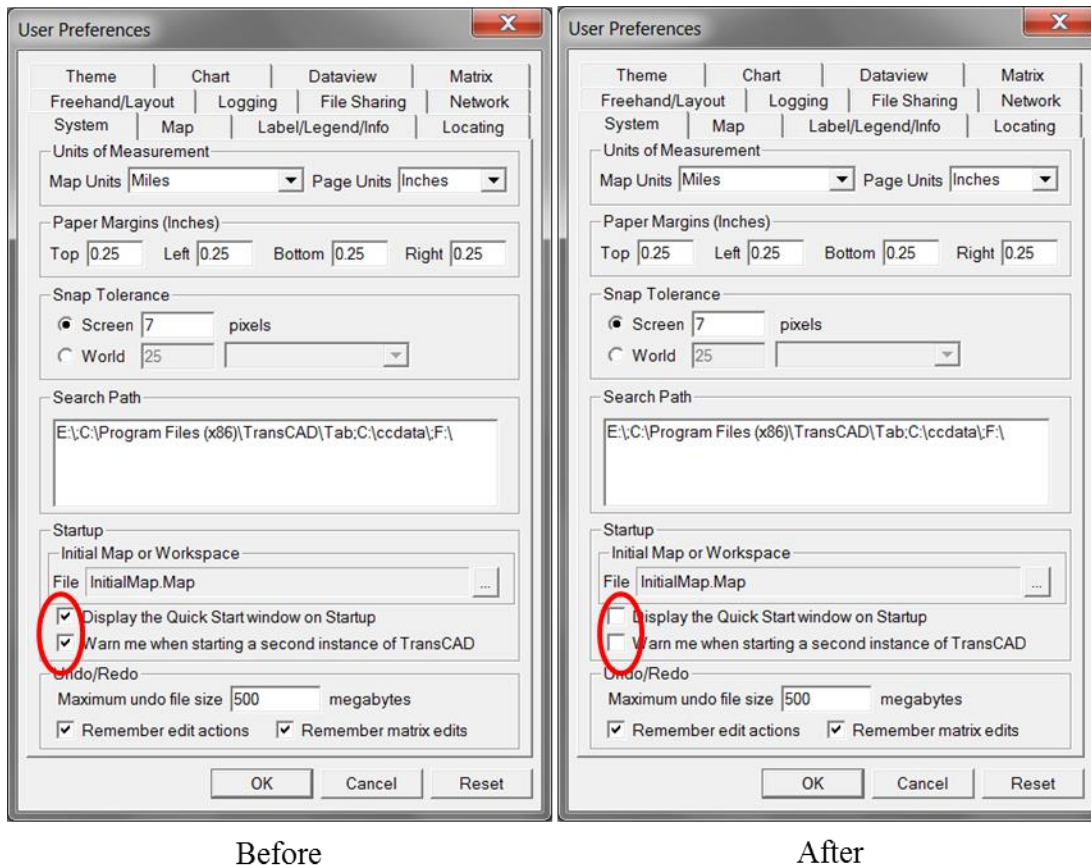 User Preferences
Theme Chart Dataview Matrix
Freehand/Layout Logging File Sharing Network
System Map Label/Legend/Info Locating
Units of Measurement
Map Units Miles Page Units Inches
Paper Margins (Inches)
Top 0.25 Left 0.25 Bottom 0.25 Right 0.25
Snap Tolerance
Screen 7 pixels
World 25
Search Path
E:\;C:\Program Files (x86)\TransCAD\Tab;C:\ccdata\;F:\
Startup
Initial Map or Workspace
File InitialMap.Map ...
Display the Quick Start window on Startup
Warn me when starting a second instance of TransCAD
Undo/Redo
Maximum undo file size 500 megabytes
Remember edit actions Remember matrix edits
OK Cancel Reset
Before
User Preferences
Theme Chart Dataview Matrix
Freehand/Layout Logging File Sharing Network
System Map Label/Legend/Info Locating
Units of Measurement
Map Units Miles Page Units Inches
Paper Margins (Inches)
Top 0.25 Left 0.25 Bottom 0.25 Right 0.25
Snap Tolerance
Screen 7 pixels
World 25
Search Path
E:\;C:\Program Files (x86)\TransCAD\Tab;C:\ccdata\;F:\
Startup
Initial Map or Workspace
File InitialMap.Map ...
Display the Quick Start window on Startup
Warn me when starting a second instance of TransCAD
Undo/Redo
Maximum undo file size 500 megabytes
Remember edit actions Remember matrix edits
OK Cancel Reset
After